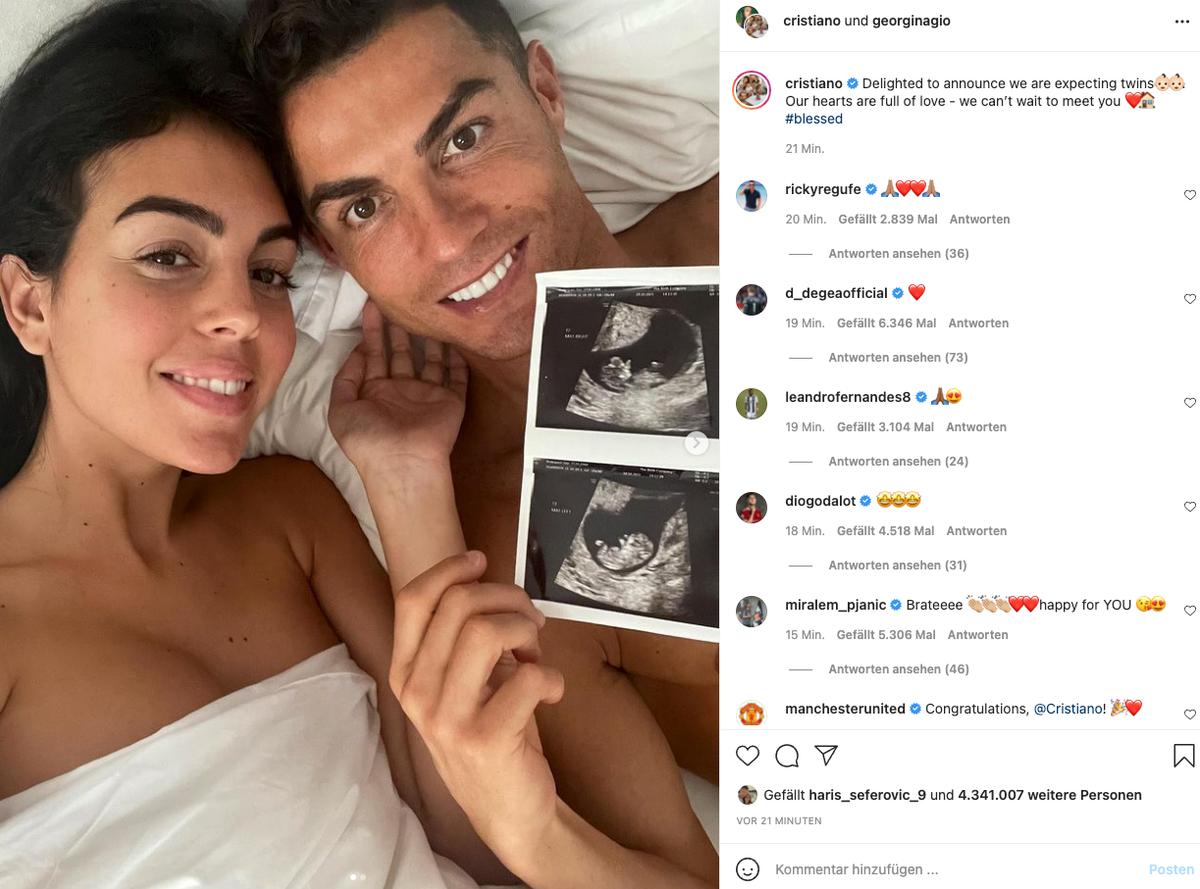 cristiano und georginagio
cristiano Delighted to announce we are expecting twins👶🏻👶🏻
Our hearts are full of love - we can’t wait to meet you ❤️🏠
#blessed
21 Min.
rickyregufe 🙏🏽❤️❤️🙏🏽
20 Min. Gefällt 2.839 Mal Antworten
Antworten ansehen (36)
d_degeaofficial ❤️
19 Min. Gefällt 6.346 Mal Antworten
Antworten ansehen (73)
leandrofernandes8 🙏🏾😍
19 Min. Gefällt 3.104 Mal Antworten
Antworten ansehen (24)
diogodalot 🤩🤩🤩
18 Min. Gefällt 4.518 Mal Antworten
Antworten ansehen (31)
miralem_pjanic Brateeee 👏🏼👏🏼👏🏼❤️❤️happy for YOU 😘😍
15 Min. Gefällt 5.306 Mal Antworten
Antworten ansehen (46)
manchesterunited Congratulations, @Cristiano! 🎉❤️
Gefällt haris_seferovic_9 und 4.341.007 weitere Personen
VOR 21 MINUTEN
Kommentar hinzufügen ...
Posten